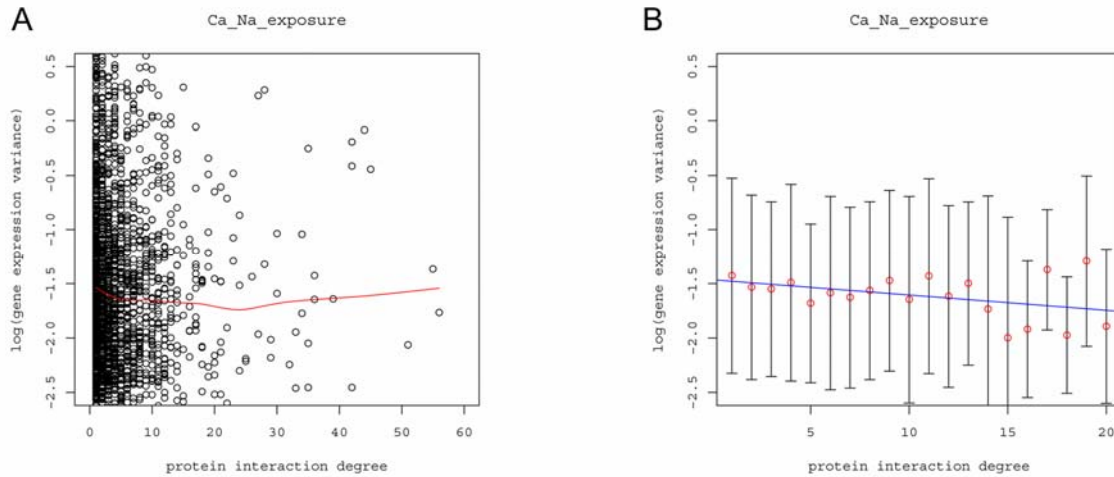 A
Ca_Na_exposure
log(gene expression variance)
0.5
0.0
-0.5
-1.0
-1.5
-2.0
-2.5
0 10 20 30 40 50 60
protein interaction degree
B
Ca_Na_exposure
log(gene expression variance)
0.5
0.0
-0.5
-1.0
-1.5
-2.0
-2.5
5 10 15 20
protein interaction degree